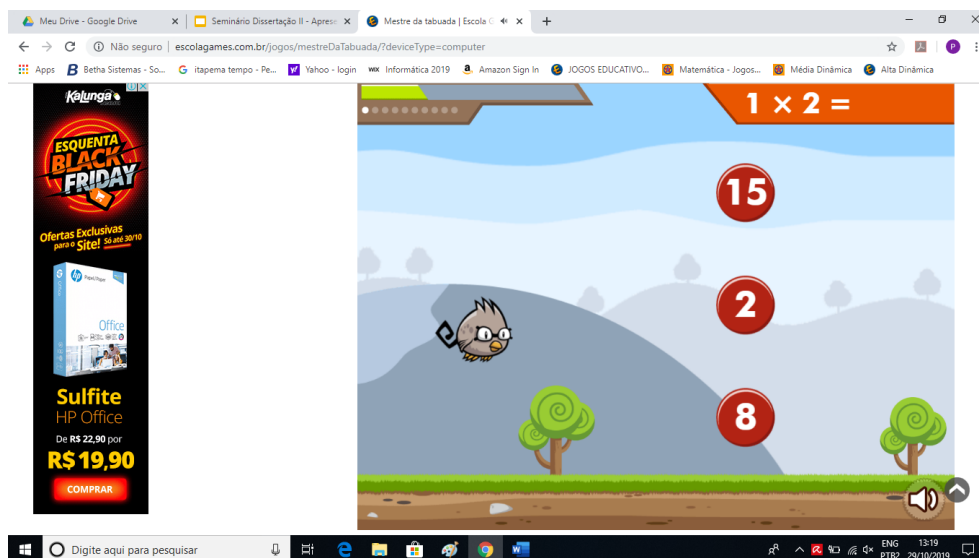 Meu Drive - Google Drive
Seminário Dissertação II - Aprese
Mestre da tabuada | Escola
Não seguro | escolagames.com.br/jogos/mestreDaTabuada/?deviceType=computer
P
Apps
Betha Sistemas - So...
itapema tempo - Pe...
Yahoo - login
WIX Informática 2019
Amazon Sign In
JOGOS EDUCATIVO...
Matemática - Jogos...
Média Dinâmica
Alta Dinâmica
Kalunga
ESQUENTA
BLACK
FRIDAY
Ofertas Exclusivas
para o Site! Só até 30/10
hp
Office
Sulfite
HP Office
De R$ 22,90 por
R$ 19,90
COMPRAR
1 × 2 =
15
2
8
Digite aqui para pesquisar
ENG
13:19
PTB2
29/10/2019